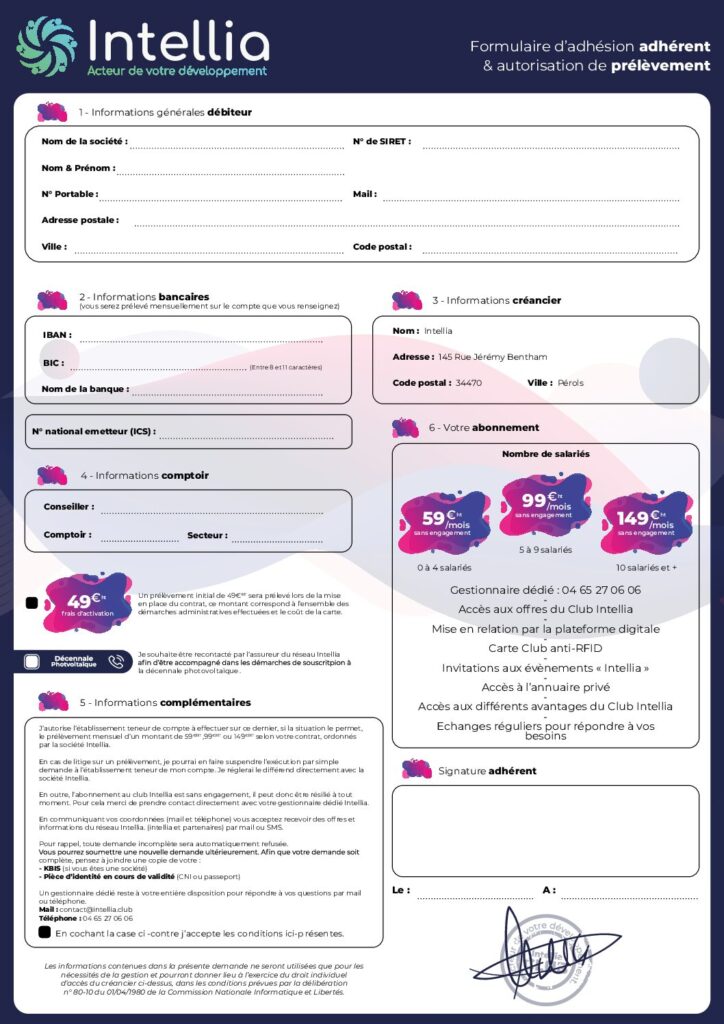 Intellia
Acteur de votre développement
Formulaire d'adhésion adhérent
& autorisation de prélèvement
1 - Informations générales débiteur
Nom de la société :
N° de SIRET :
Nom & Prénom :
N° Portable :
Mail :
Adresse postale :
Ville :
Code postal :
2 - Informations bancaires
(vous serez prélevé mensuellement sur le compte que vous renseignez)
IBAN :
BIC :
(Entre 8 et 11 caractères)
Nom de la banque :
N° national emetteur (ICS) :
3 - Informations créancier
Nom : Intellia
Adresse : 145 Rue Jérémy Bentham
Code postal : 34470
Ville : Pérols
4 - Informations comptoir
Conseiller :
Comptoir :
Secteur :
49€ht
frais d'activation
Un prélèvement initial de 49€HT sera prélevé lors de la mise
en place du contrat, ce montant correspond à l'ensemble des
démarches administratives effectuées et le coût de la carte.
Décennale
Photovoltaïque
Je souhaite être recontacté par l'assureur du réseau Intellia
afin d'être accompagné dans les démarches de souscritpion à
la décennale photovoltaïque .
5 - Informations complémentaires
J'autorise l'établissement teneur de compte à effectuer sur ce dernier, si la situation le permet,
le prélèvement mensuel d'un montant de 59€HT ,99€HT ou 149€HT selon votre contrat, ordonnés
par la société Intellia.
En cas de litige sur un prélèvement, je pourrai en faire suspendre l'exécution par simple
demande à l'établissement teneur de mon compte. Je réglerai le différend directement avec la
société Intellia.
En outre, l'abonnement au club Intellia est sans engagement, il peut donc être résilié à tout
moment. Pour cela merci de prendre contact directement avec votre gestionnaire dédié Intellia.
En communiquant vos coordonnées (mail et téléphone) vous acceptez recevoir des offres et
informations du réseau Intellia. (intellia et partenaires) par mail ou SMS.
Pour rappel, toute demande incomplète sera automatiquement refusée.
Vous pourrez soumettre une nouvelle demande ultérieurement. Afin que votre demande soit
complète, pensez à joindre une copie de votre :
- KBIS (si vous êtes une société)
- Pièce d'identité en cours de validité (CNI ou passeport)
Un gestionnaire dédié reste à votre entière disposition pour répondre à vos questions par mail
ou téléphone.
Mail : contact@intellia.club
Téléphone : 04 65 27 06 06
En cochant la case ci -contre j'accepte les conditions ici-p résentes.
Les informations contenues dans la présente demande ne seront utilisées que pour les
nécessités de la gestion et pourront donner lieu à l'exercice du droit individuel
d'accès du créancier ci-dessus, dans les conditions prévues par la délibération
n° 80-10 du 01/04/1980 de la Commission Nationale Informatique et Libertés.
6 - Votre abonnement
Nombre de salariés
59€ht/mois
sans engagement
0 à 4 salariés
99€ht/mois
sans engagement
5 à 9 salariés
149€ht/mois
sans engagement
10 salariés et +
Gestionnaire dédié : 04 65 27 06 06
-
Accès aux offres du Club Intellia
-
Mise en relation par la plateforme digitale
-
Carte Club anti-RFID
-
Invitations aux évènements « Intellia »
-
Accès à l'annuaire privé
-
Accès aux différents avantages du Club Intellia
-
Echanges réguliers pour répondre à vos
besoins
Signature adhérent
Le :
A :